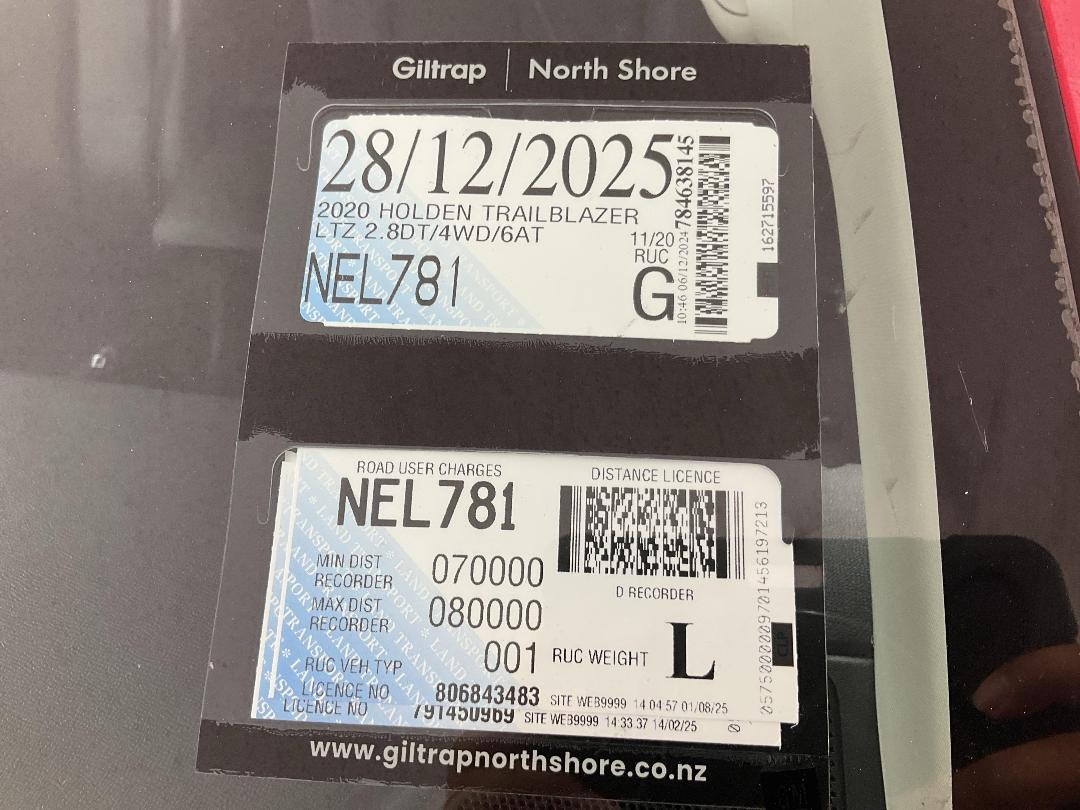 Giltrap | North Shore
28/12/2025
784638145
162715597
2020 HOLDEN TRAILBLAZER
LTZ 2.8DT/4WD/6AT
11/20
RUC
NEL781
G
10:46 06/12/2024
ROAD USER CHARGES
DISTANCE LICENCE
NEL781
MIN DIST
RECORDER 070000
D RECORDER
MAX DIST
RECORDER 080000
RUC VEH TYP 001
RUC WEIGHT L
LICENCE NO 806843483 SITE WEB9999 14 04 57 01/08/25
LICENCE NO 791450969 SITE WEB9999 14 33 37 14/02/25
www.giltrapnorthshore.co.nz